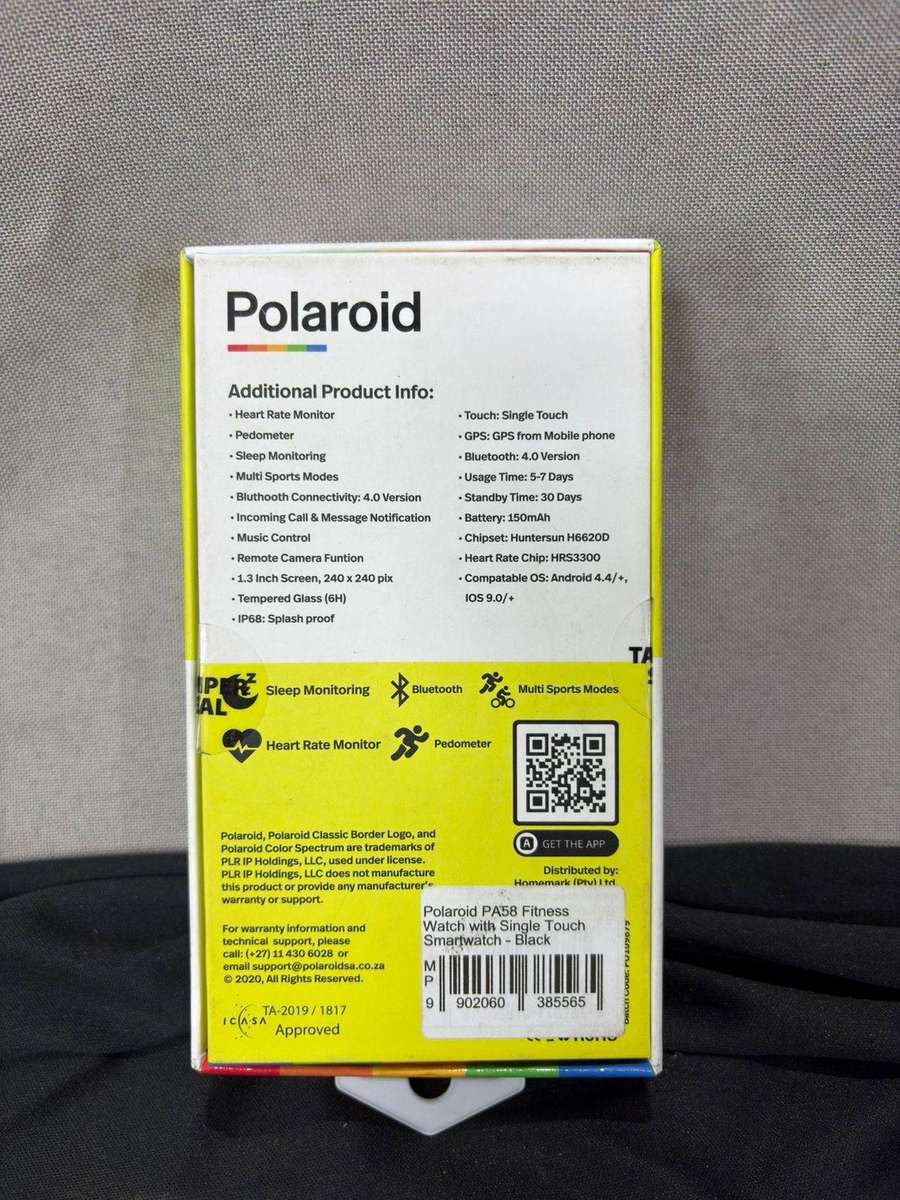 Polaroid
Additional Product Info:
• Heart Rate Monitor
• Pedometer
• Sleep Monitoring
• Multi Sports Modes
• Bluthooth Connectivity: 4.0 Version
• Incoming Call & Message Notification
• Music Control
• Remote Camera Funtion
• 1.3 Inch Screen, 240 x 240 pix
• Tempered Glass (6H)
• IP68: Splash proof
• Touch: Single Touch
• GPS: GPS from Mobile phone
• Bluetooth: 4.0 Version
• Usage Time: 5-7 Days
• Standby Time: 30 Days
• Battery: 150mAh
• Chipset: Huntersun H6620D
• Heart Rate Chip: HRS3300
• Compatable OS: Android 4.4/+,
IOS 9.0/+
Sleep Monitoring
Bluetooth
Multi Sports Modes
Heart Rate Monitor
Pedometer
A GET THE APP
Polaroid, Polaroid Classic Border Logo, and
Polaroid Color Spectrum are trademarks of
PLR IP Holdings, LLC, used under license.
PLR IP Holdings, LLC does not manufacture
this product or provide any manufacturer's
warranty or support.
For warranty information and
technical support, please
call: (+27) 11 430 6028 or
email support@polaroidsa.co.za
© 2020, All Rights Reserved.
ICASA
TA-2019 / 1817
Approved
Distributed by:
Homemark (Pty) Ltd
Polaroid PA58 Fitness
Watch with Single Touch
Smartwatch - Black
MP
9 902060 385565
Batch Code: